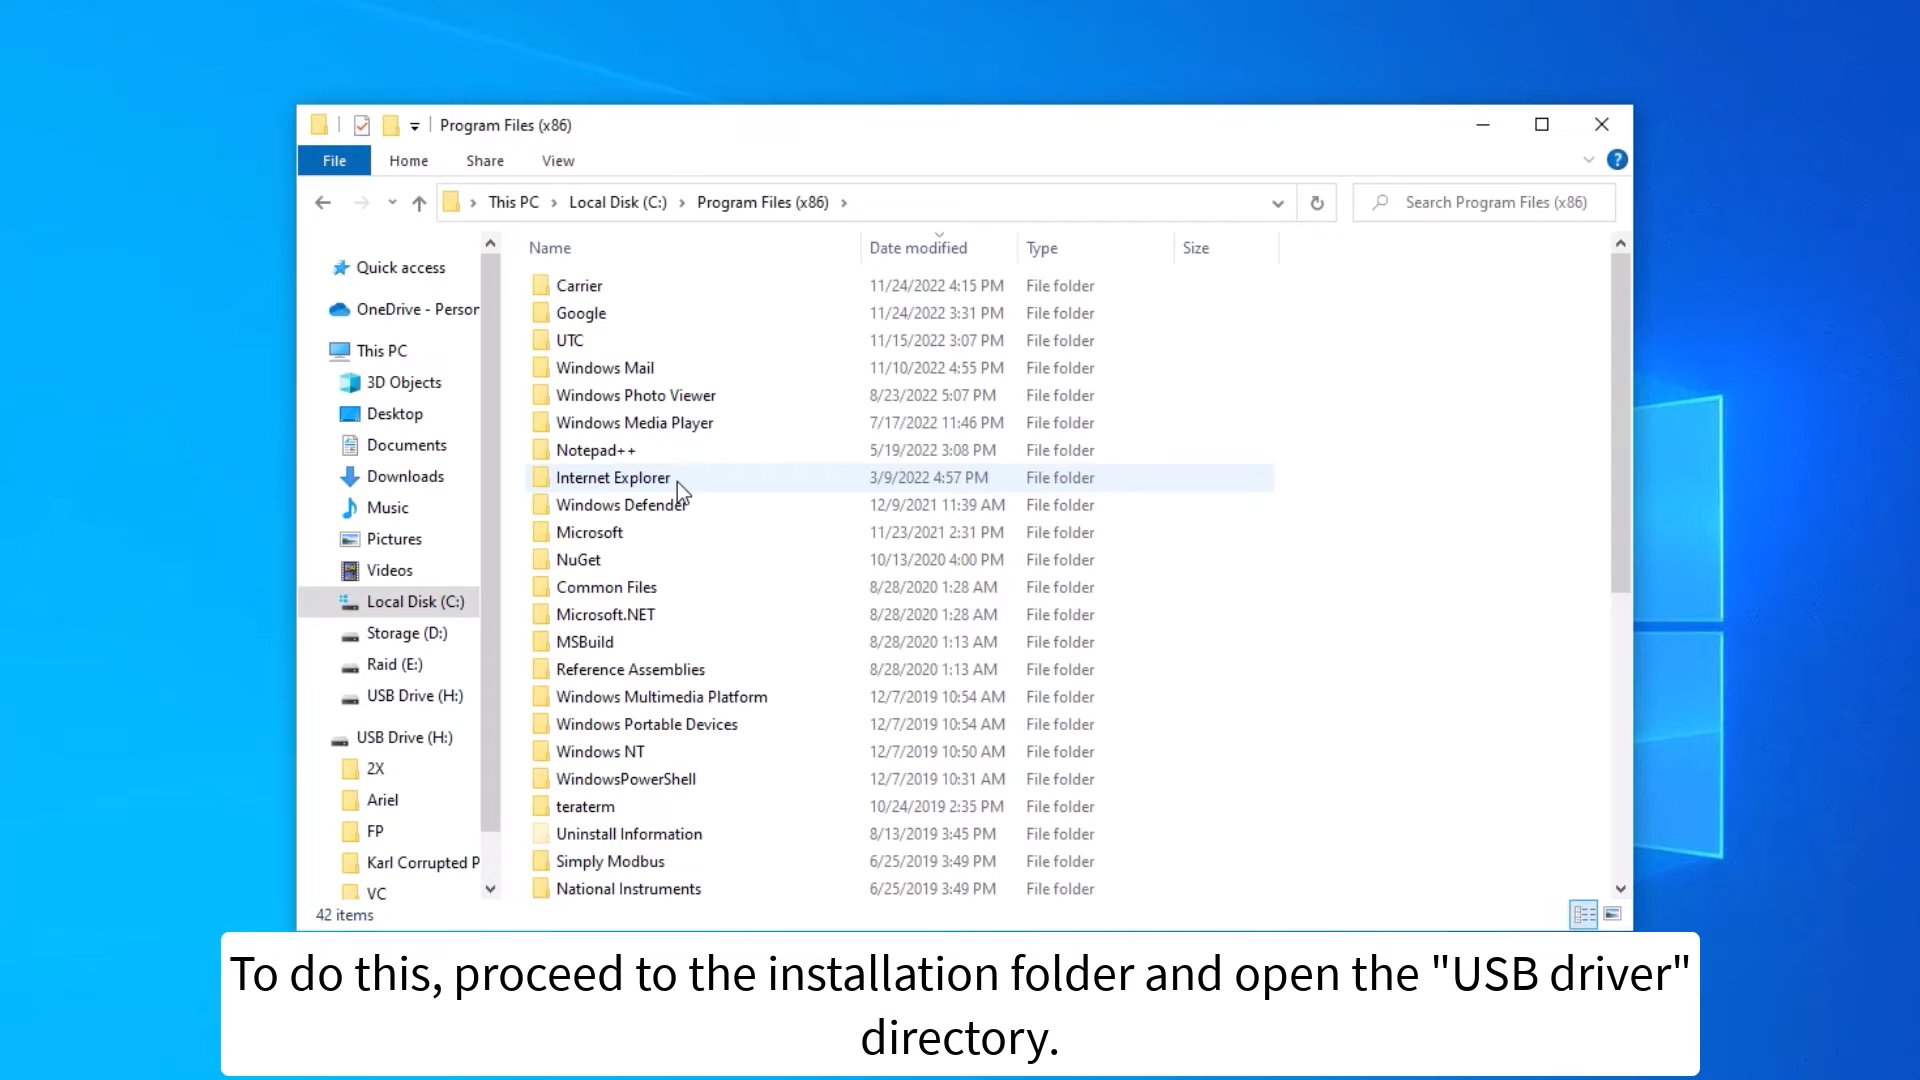 Program Files (x86)
File Home Share View
This PC Local Disk (C:) Program Files (x86)
Search Program Files (x86)
Quick access
OneDrive - Person
This PC
3D Objects
Desktop
Documents
Downloads
Music
Pictures
Videos
Local Disk (C:)
Storage (D:)
Raid (E:)
USB Drive (H:)
USB Drive (H:)
2X
Ariel
FP
Karl Corrupted P
VC
Name Date modified Type Size
Carrier 11/24/2022 4:15 PM File folder
Google 11/24/2022 3:31 PM File folder
UTC 11/15/2022 3:07 PM File folder
Windows Mail 11/10/2022 4:55 PM File folder
Windows Photo Viewer 8/23/2022 5:07 PM File folder
Windows Media Player 7/17/2022 11:46 PM File folder
Notepad++ 5/19/2022 3:08 PM File folder
Internet Explorer 3/9/2022 4:57 PM File folder
Windows Defender 12/9/2021 11:39 AM File folder
Microsoft 11/23/2021 2:31 PM File folder
NuGet 10/13/2020 4:00 PM File folder
Common Files 8/28/2020 1:28 AM File folder
Microsoft.NET 8/28/2020 1:28 AM File folder
MSBuild 8/28/2020 1:13 AM File folder
Reference Assemblies 8/28/2020 1:13 AM File folder
Windows Multimedia Platform 12/7/2019 10:54 AM File folder
Windows Portable Devices 12/7/2019 10:54 AM File folder
Windows NT 12/7/2019 10:50 AM File folder
WindowsPowerShell 12/7/2019 10:31 AM File folder
teraterm 10/24/2019 2:35 PM File folder
Uninstall Information 8/13/2019 3:45 PM File folder
Simply Modbus 6/25/2019 3:49 PM File folder
National Instruments 6/25/2019 3:49 PM File folder
42 items
To do this, proceed to the installation folder and open the "USB driver"
directory.